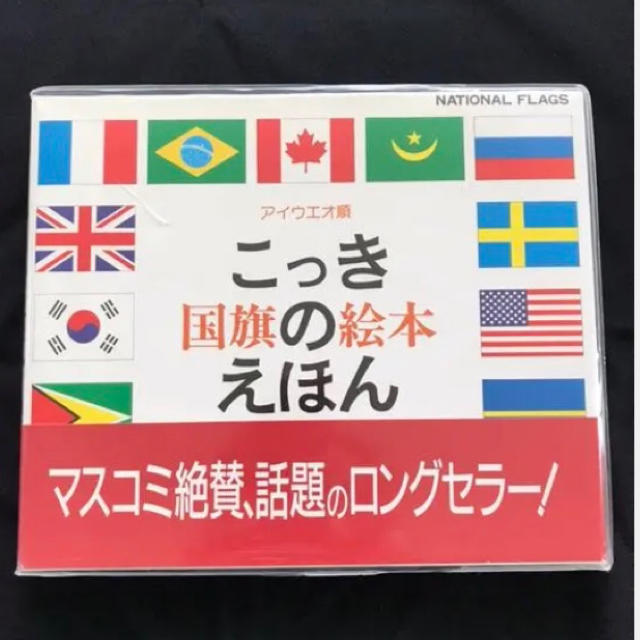 NATIONAL FLAGS
アイウエオ順
こっき
国旗の絵本
えほん
マスコミ絶賛、話題のロングセラー!